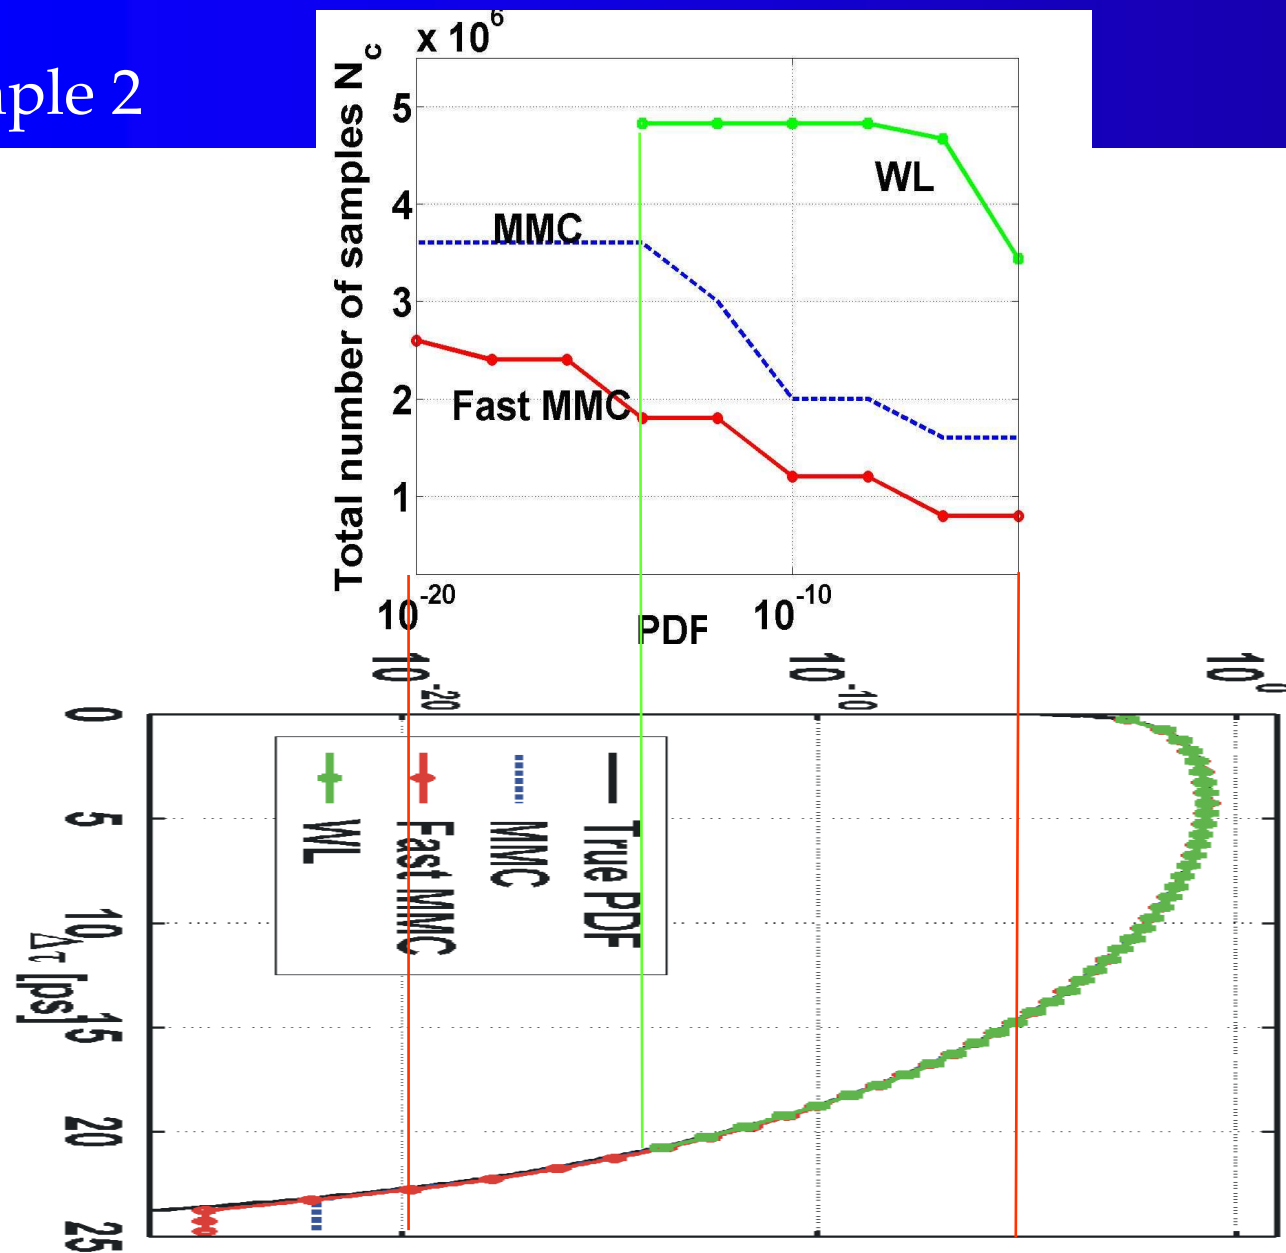 mple 2
x 10^6
Total number of samples N_c
5
4
3
2
1
WL
MMC
Fast MMC
10^-20
10^-10
PDF
10^-20
10^-10
10^0
0
5
10
15
20
25
Δτ [ps]
True PDF
MMC
Fast MMC
WL